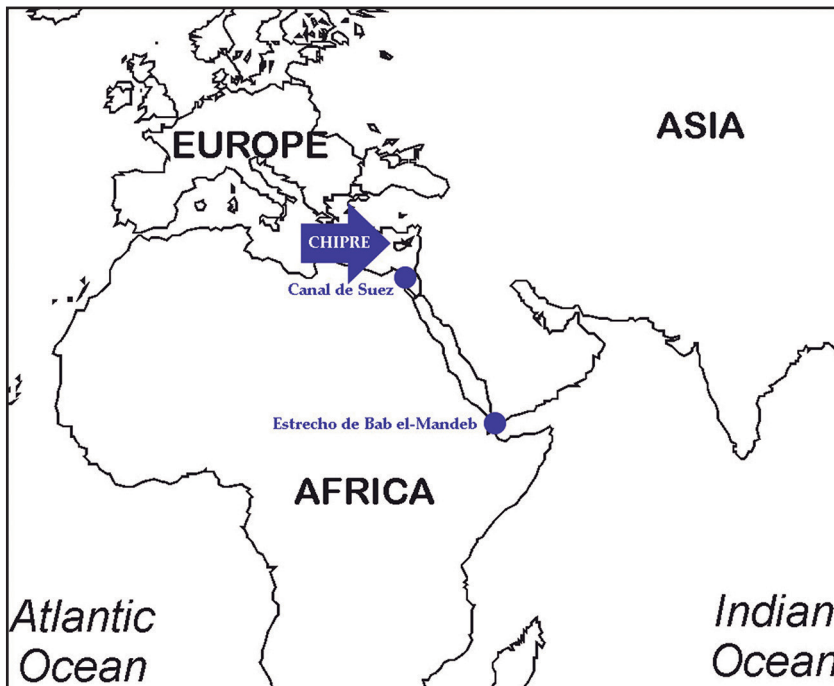 EUROPE
ASIA
CHIPRE
Canal de Suez
Estrecho de Bab el-Mandeb
AFRICA
Atlantic
Ocean
Indian
Ocean